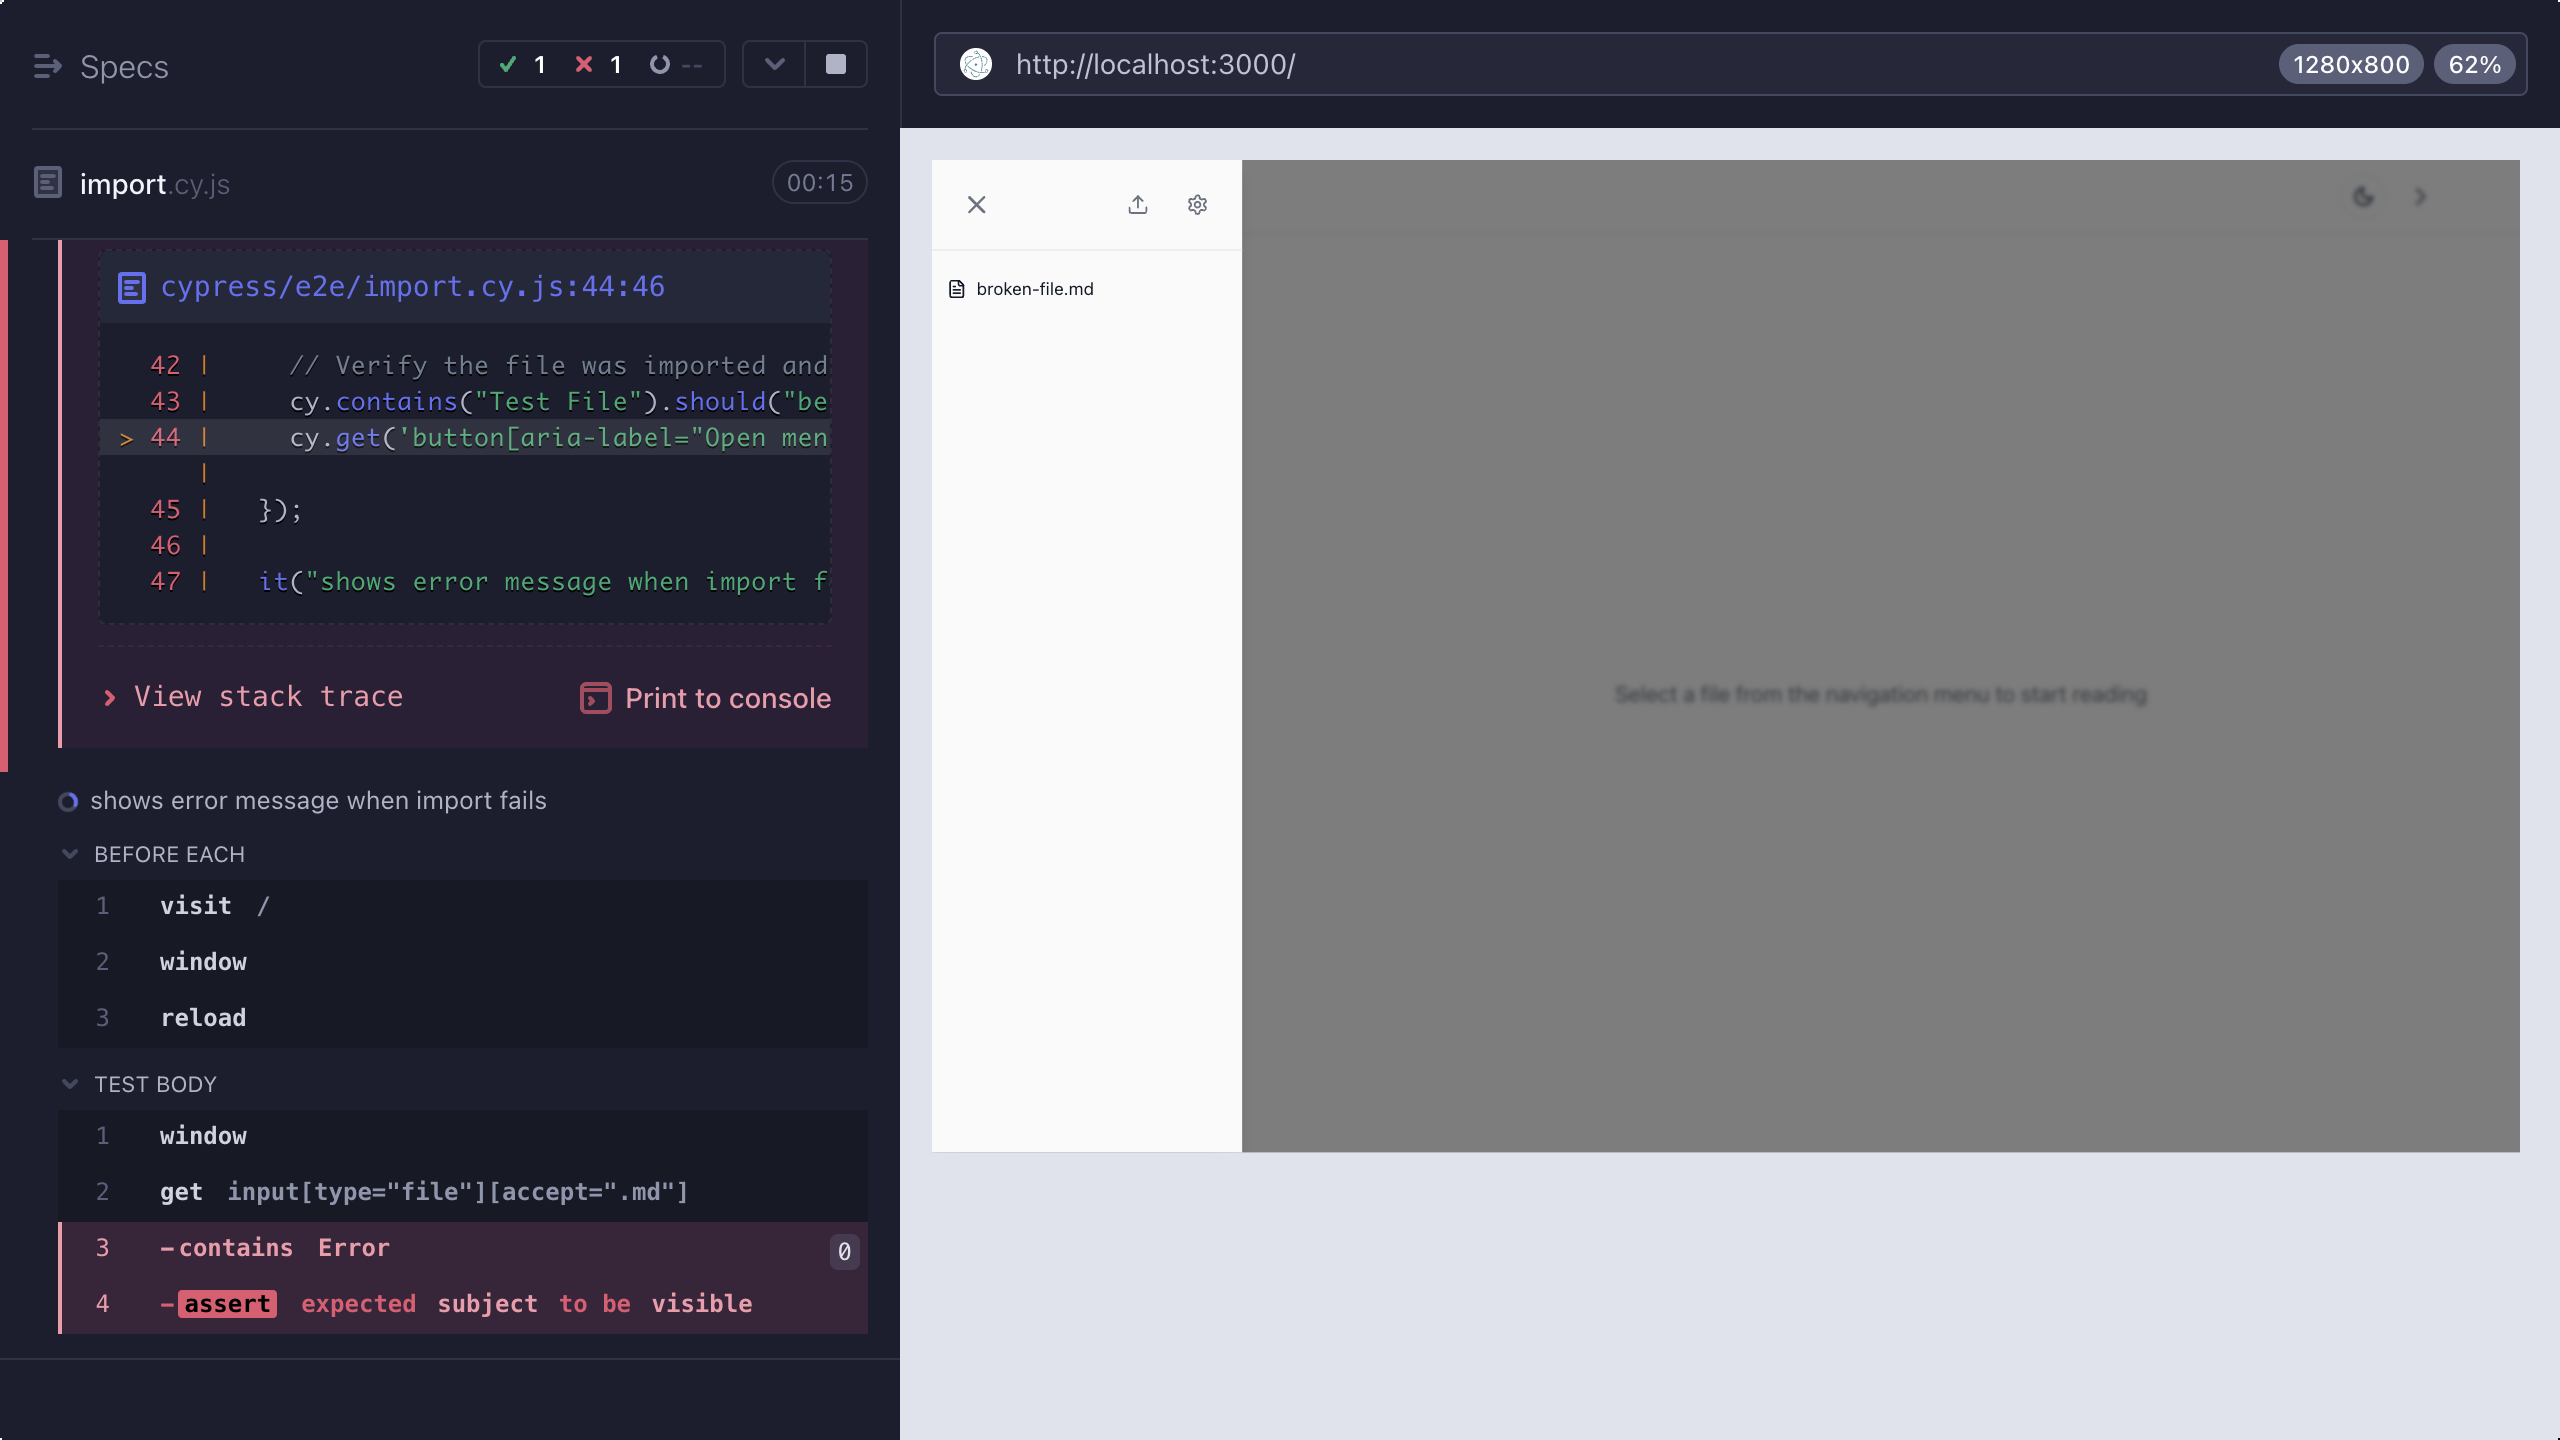 Specs
1 1 --
import.cy.js
00:15
cypress/e2e/import.cy.js:44:46
42 | // Verify the file was imported and
43 | cy.contains("Test File").should("be
> 44 | cy.get('button[aria-label="Open men
|
45 | });
46 |
47 | it("shows error message when import f
View stack trace
Print to console
shows error message when import fails
BEFORE EACH
1 visit /
2 window
3 reload
TEST BODY
1 window
2 get input[type="file"][accept=".md"]
3 -contains Error 0
4 -assert expected subject to be visible
http://localhost:3000/
1280x800 62%
broken-file.md
Select a file from the navigation menu to start reading